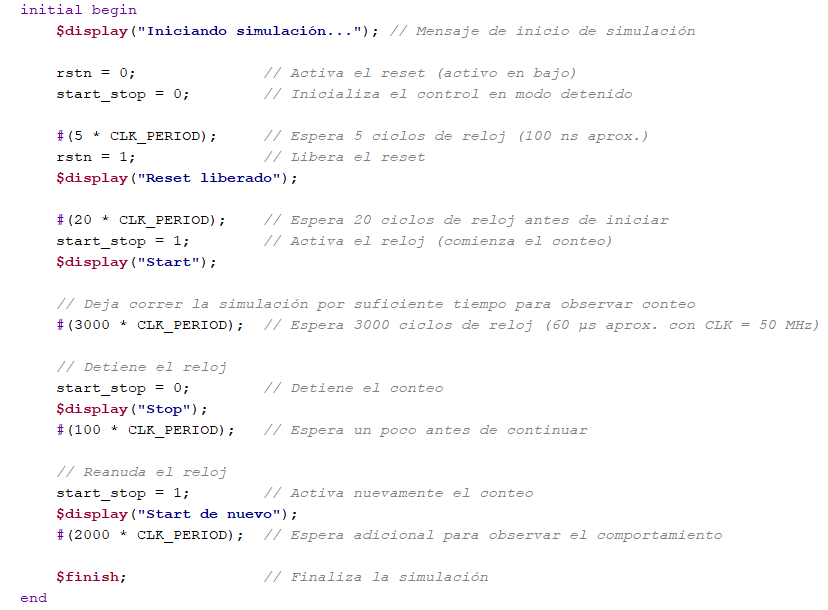 initial begin
$display("Iniciando simulación..."); // Mensaje de inicio de simulación
rstn = 0; // Activa el reset (activo en bajo)
start_stop = 0; // Inicializa el control en modo detenido
#(5 * CLK_PERIOD); // Espera 5 ciclos de reloj (100 ns aprox.)
rstn = 1; // Libera el reset
$display("Reset liberado");
#(20 * CLK_PERIOD); // Espera 20 ciclos de reloj antes de iniciar
start_stop = 1; // Activa el reloj (comienza el conteo)
$display("Start");
// Deja correr la simulación por suficiente tiempo para observar conteo
#(3000 * CLK_PERIOD); // Espera 3000 ciclos de reloj (60 µs aprox. con CLK = 50 MHz)
// Detiene el reloj
start_stop = 0; // Detiene el conteo
$display("Stop");
#(100 * CLK_PERIOD); // Espera un poco antes de continuar
// Reanuda el reloj
start_stop = 1; // Activa nuevamente el conteo
$display("Start de nuevo");
#(2000 * CLK_PERIOD); // Espera adicional para observar el comportamiento
$finish; // Finaliza la simulación
end